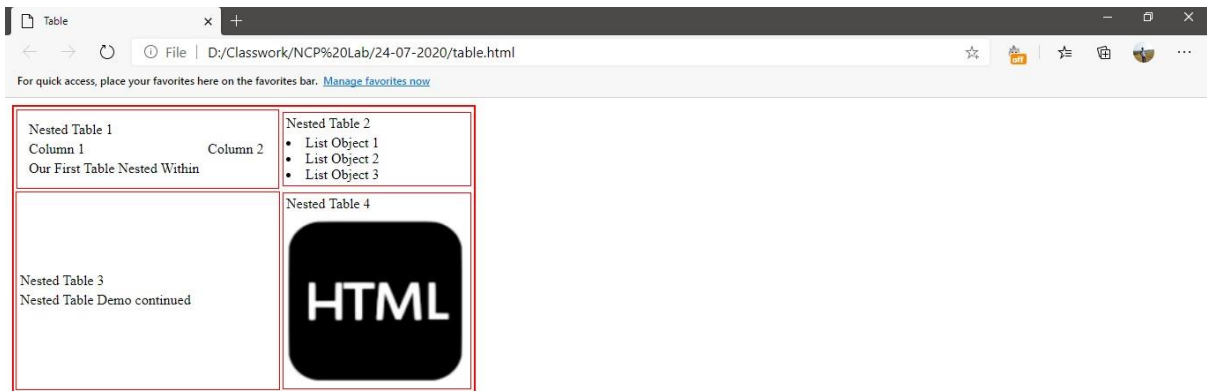 Table
File | D:/Classwork/NCP%20Lab/24-07-2020/table.html
off
For quick access, place your favorites here on the favorites bar. Manage favorites now
Nested Table 1
Column 1 Column 2
Our First Table Nested Within
Nested Table 2
• List Object 1
• List Object 2
• List Object 3
Nested Table 3
Nested Table Demo continued
Nested Table 4
HTML